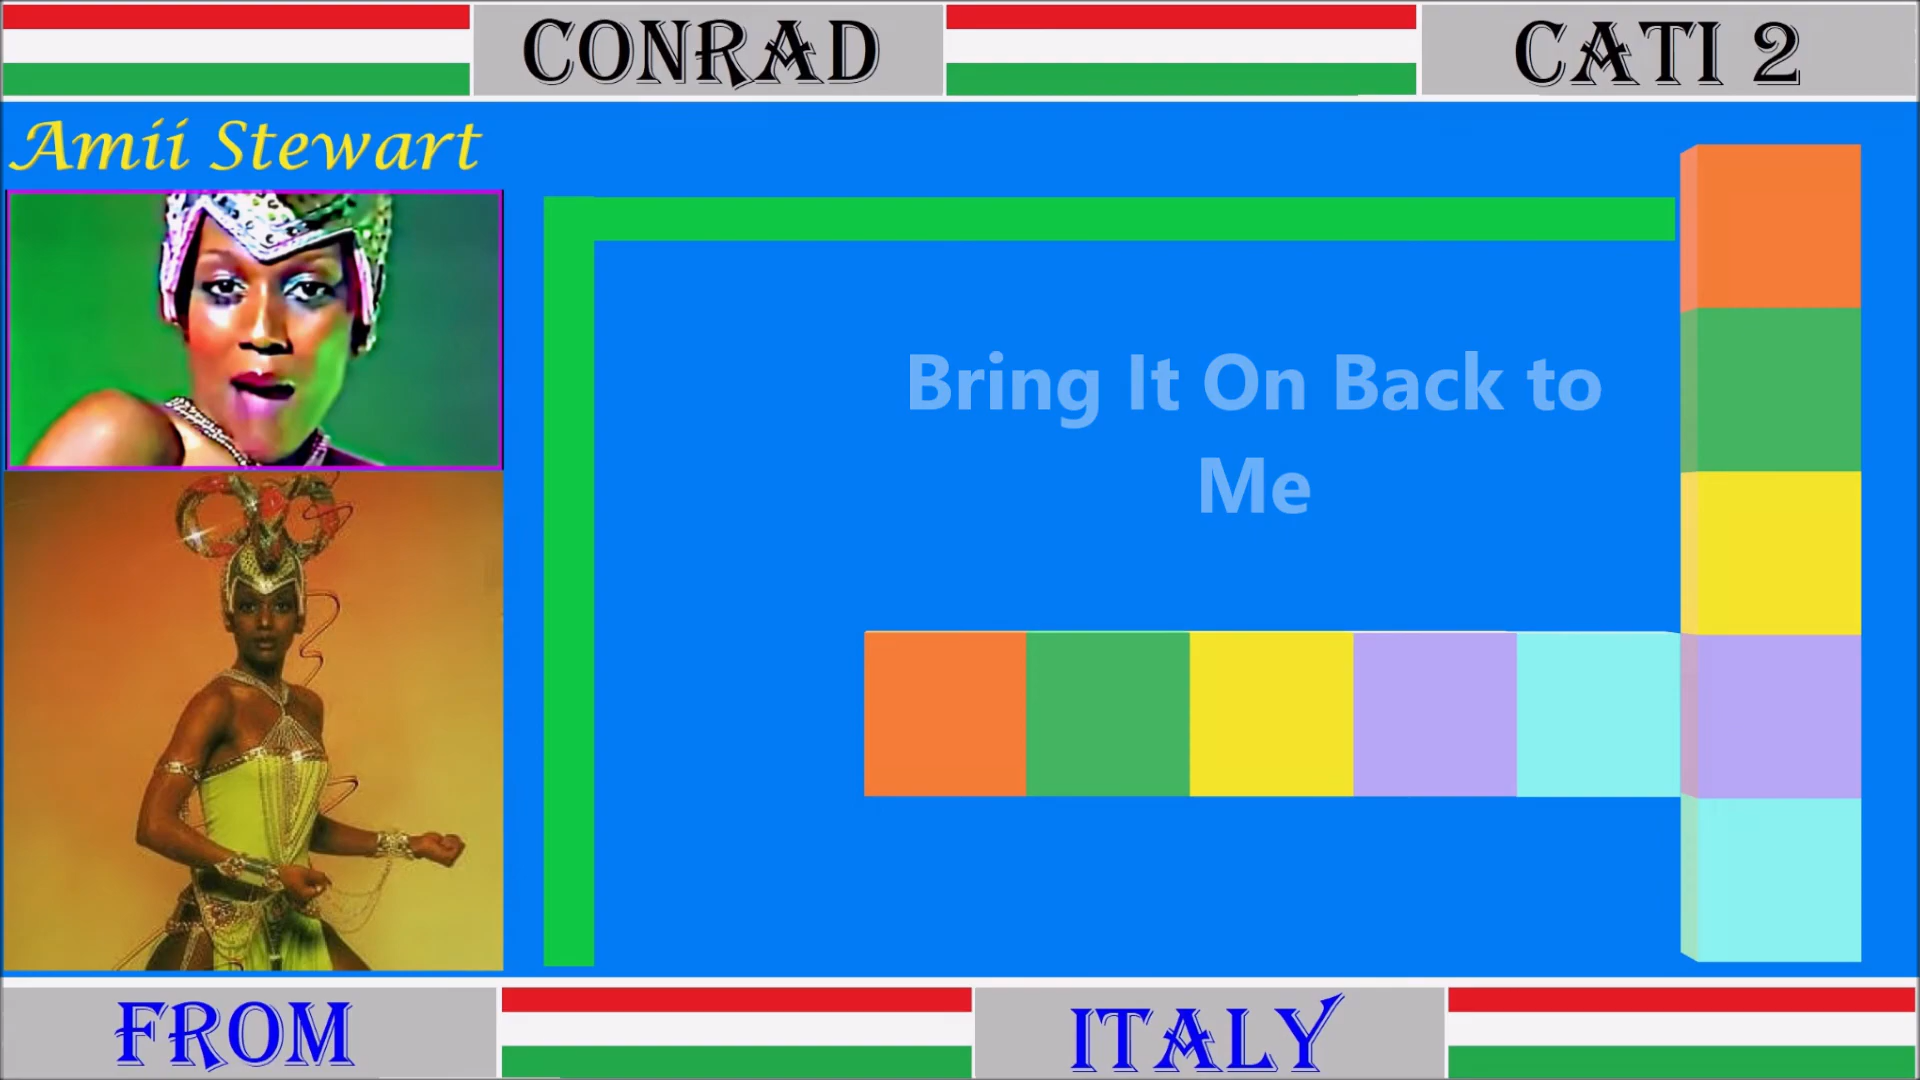 CONRAD
CATI 2
Amii Stewart
Bring It On Back to
Me
FROM
ITALY